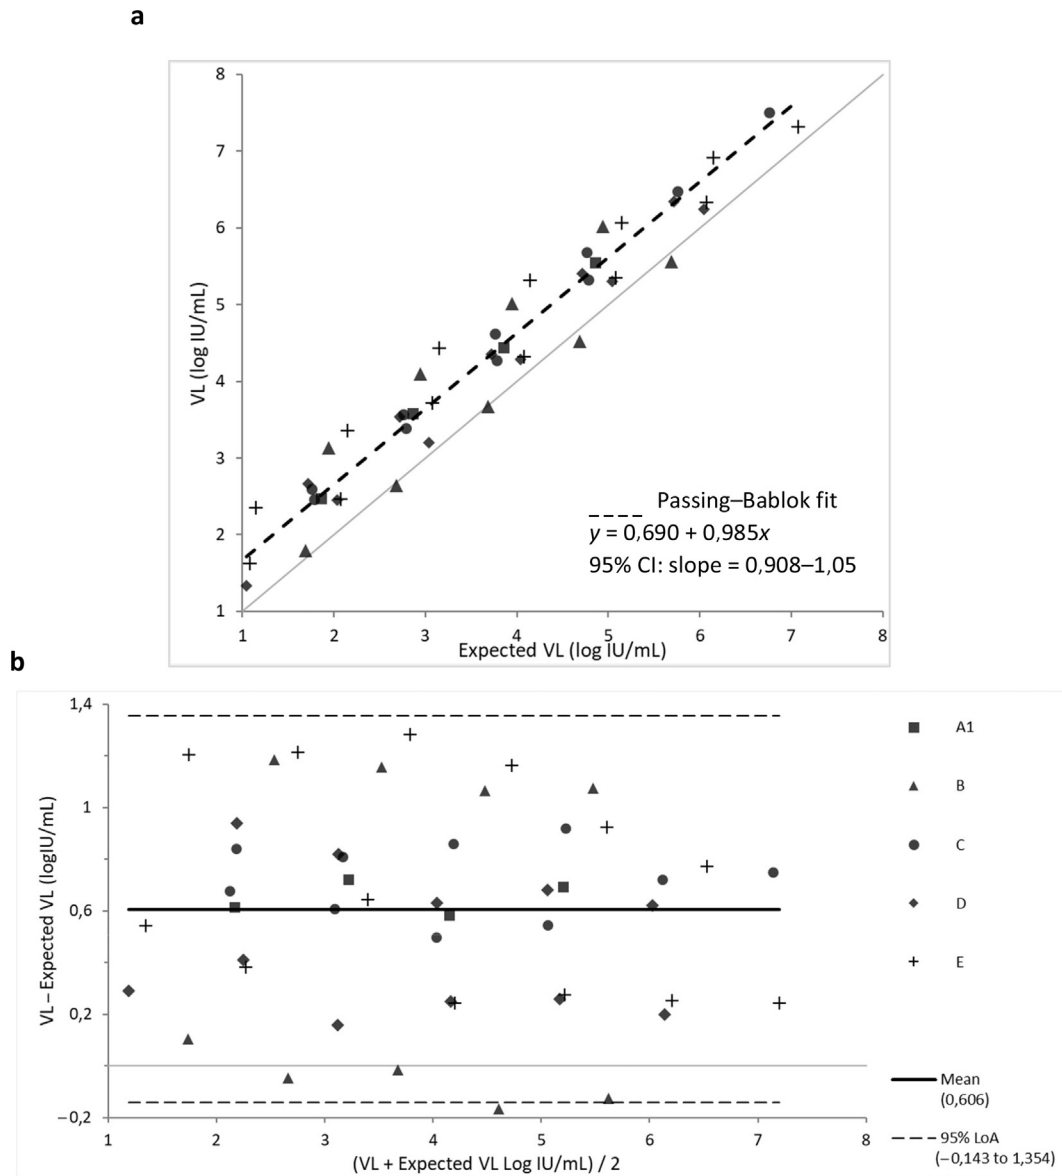 a
8
7
6
5
4
3
2
1
VL (log IU/mL)
Passing–Bablok fit
y = 0,690 + 0,985x
95% CI: slope = 0,908–1,05
1 2 3 4 5 6 7 8
Expected VL (log IU/mL)
b
1,4
1
0,6
0,2
−0,2
VL – Expected VL (logIU/mL)
A1
B
C
D
E
Mean
(0,606)
95% LoA
(−0,143 to 1,354)
1 2 3 4 5 6 7 8
(VL + Expected VL Log IU/mL) / 2